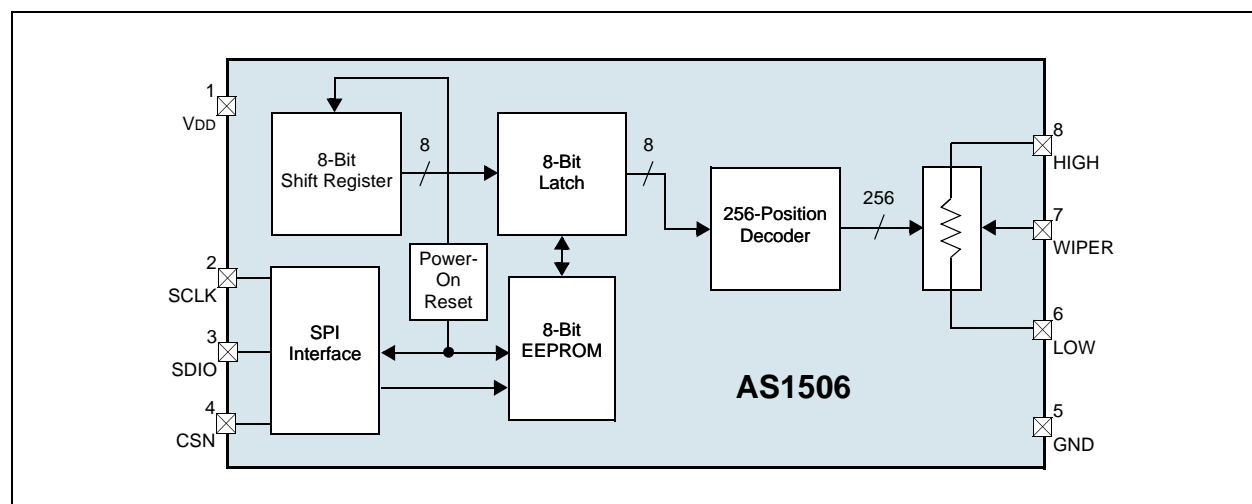 1
VDD
8-Bit
Shift Register
8
8-Bit
Latch
8
256-Position
Decoder
256
8
HIGH
7
WIPER
6
LOW
5
GND
Power-
On
Reset
2
SCLK
3
SDIO
4
CSN
SPI
Interface
8-Bit
EEPROM
AS1506